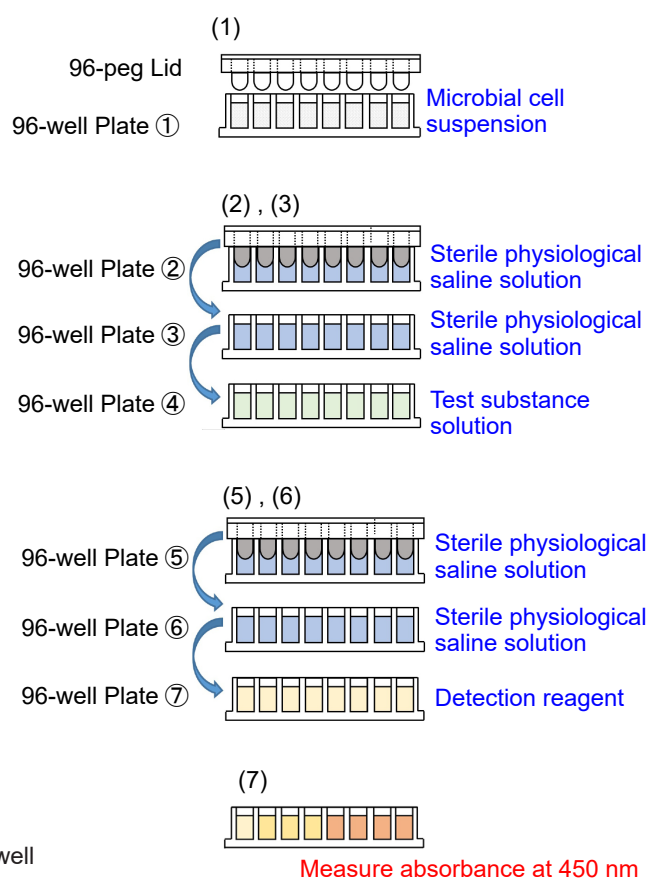 (1)
96-peg Lid
96-well Plate ①
Microbial cell
suspension
(2) , (3)
96-well Plate ②
Sterile physiological
saline solution
96-well Plate ③
Sterile physiological
saline solution
96-well Plate ④
Test substance
solution
(5) , (6)
96-well Plate ⑤
Sterile physiological
saline solution
96-well Plate ⑥
Sterile physiological
saline solution
96-well Plate ⑦
Detection reagent
(7)
well
Measure absorbance at 450 nm